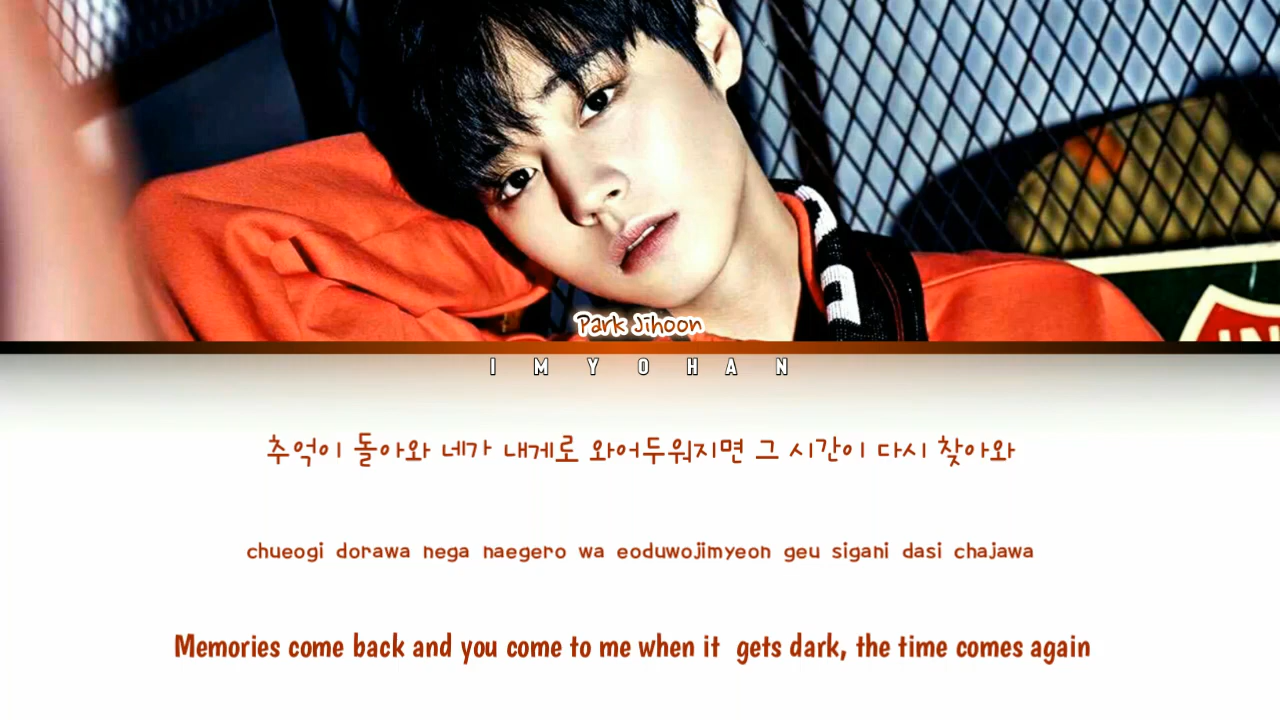 Park Jihoon
I M Y O H A N
추억이 돌아와 네가 내게로 와어두워지면 그 시간이 다시 찾아와
chueogi dorawa nega naegero wa eoduwojimyeon geu sigani dasi chajawa
Memories come back and you come to me when it gets dark, the time comes again